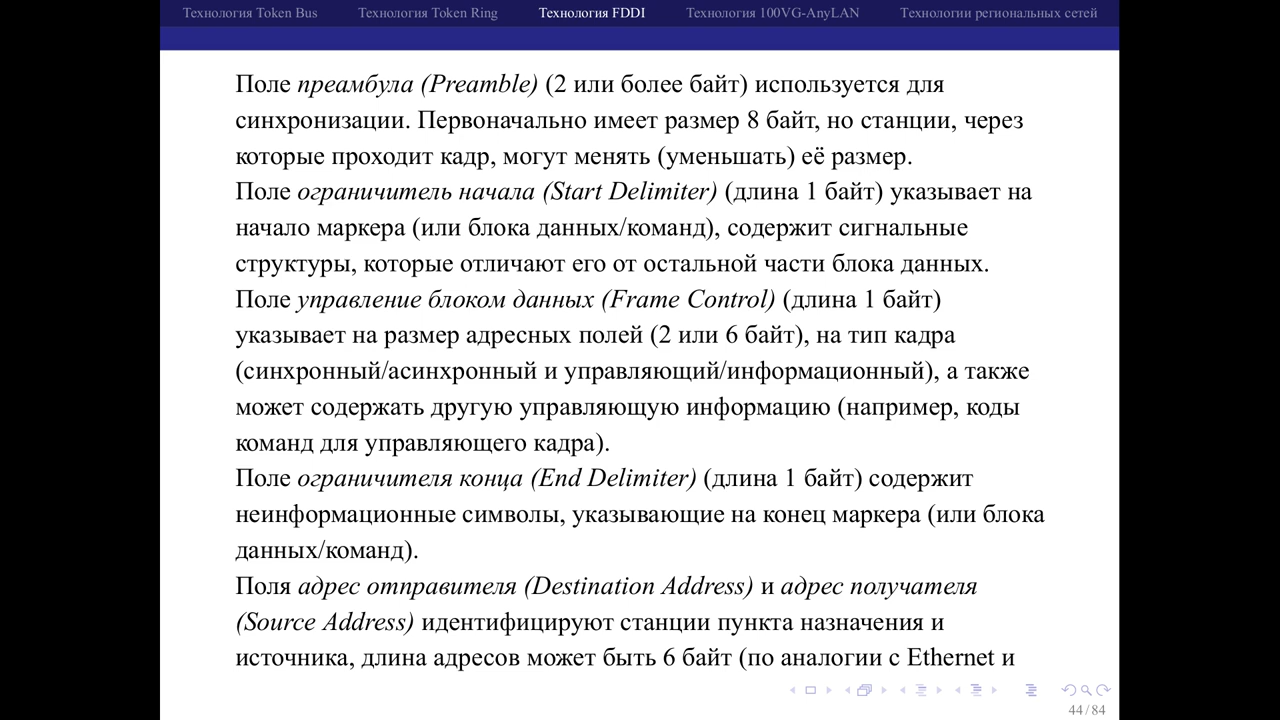 Технология Token Bus Технология Token Ring Технология FDDI Технология 100VG-AnyLAN Технологии региональных сетей
Поле преамбула (Preamble) (2 или более байт) используется для
синхронизации. Первоначально имеет размер 8 байт, но станции, через
которые проходит кадр, могут менять (уменьшать) её размер.
Поле ограничитель начала (Start Delimiter) (длина 1 байт) указывает на
начало маркера (или блока данных/команд), содержит сигнальные
структуры, которые отличают его от остальной части блока данных.
Поле управление блоком данных (Frame Control) (длина 1 байт)
указывает на размер адресных полей (2 или 6 байт), на тип кадра
(синхронный/асинхронный и управляющий/информационный), а также
может содержать другую управляющую информацию (например, коды
команд для управляющего кадра).
Поле ограничителя конца (End Delimiter) (длина 1 байт) содержит
неинформационные символы, указывающие на конец маркера (или блока
данных/команд).
Поля адрес отправителя (Destination Address) и адрес получателя
(Source Address) идентифицируют станции пункта назначения и
источника, длина адресов может быть 6 байт (по аналогии с Ethernet и
44 / 84